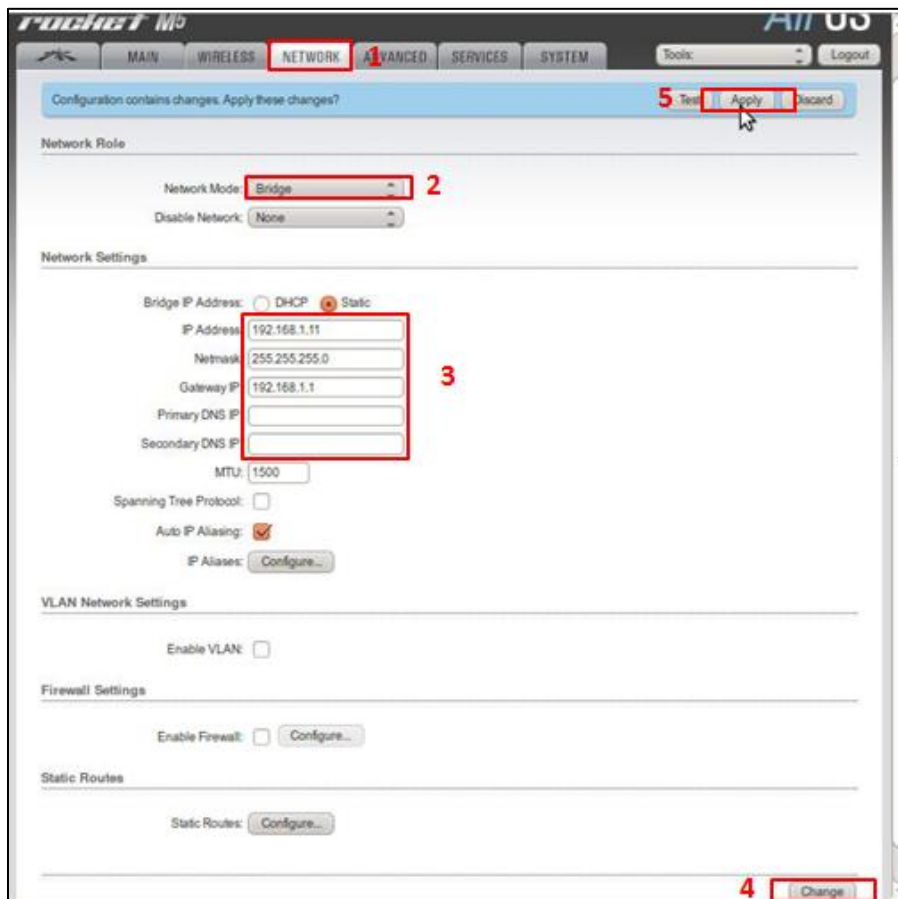 rocket M5
MAIN WIRELESS NETWORK 1 ADVANCED SERVICES SYSTEM Tools: Logout
Configuration contains changes. Apply these changes? 5 Test Apply Discard
Network Role
Network Mode: Bridge 2
Disable Network: None
Network Settings
Bridge IP Address: DHCP Static
IP Address: 192.168.1.11
Netmask: 255.255.255.0
Gateway IP: 192.168.1.1
3
Primary DNS IP:
Secondary DNS IP:
MTU: 1500
Spanning Tree Protocol:
Auto IP Aliasing:
IP Aliases: Configure...
VLAN Network Settings
Enable VLAN:
Firewall Settings
Enable Firewall: Configure...
Static Routes
Static Routes: Configure...
4 Change